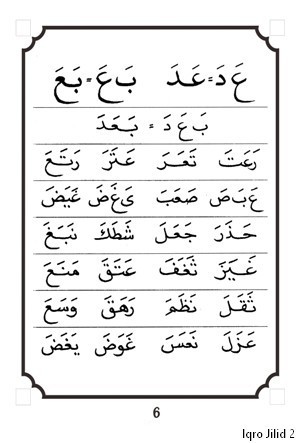 عَ دَ = عَدَ بَ عَ = بَعَ
بَ عَ دَ = بَعَدَ
رَعَتَ تَعَرَ عَتَرَ رَتَعَ
عَ بَ صَ صَعَبَ يَ غَ ضَ غَيَضَ
حَذَرَ جَعَلَ شَطَكَ نَبَغَ
غَيَرَ ثَغَفَ عَتَقَ مَنَعَ
ثَقَلَ نَظَمَ رَهَقَ وَسَعَ
عَزَلَ نَعَسَ غَوَضَ يَغَضَ
6
Iqro Jilid 2